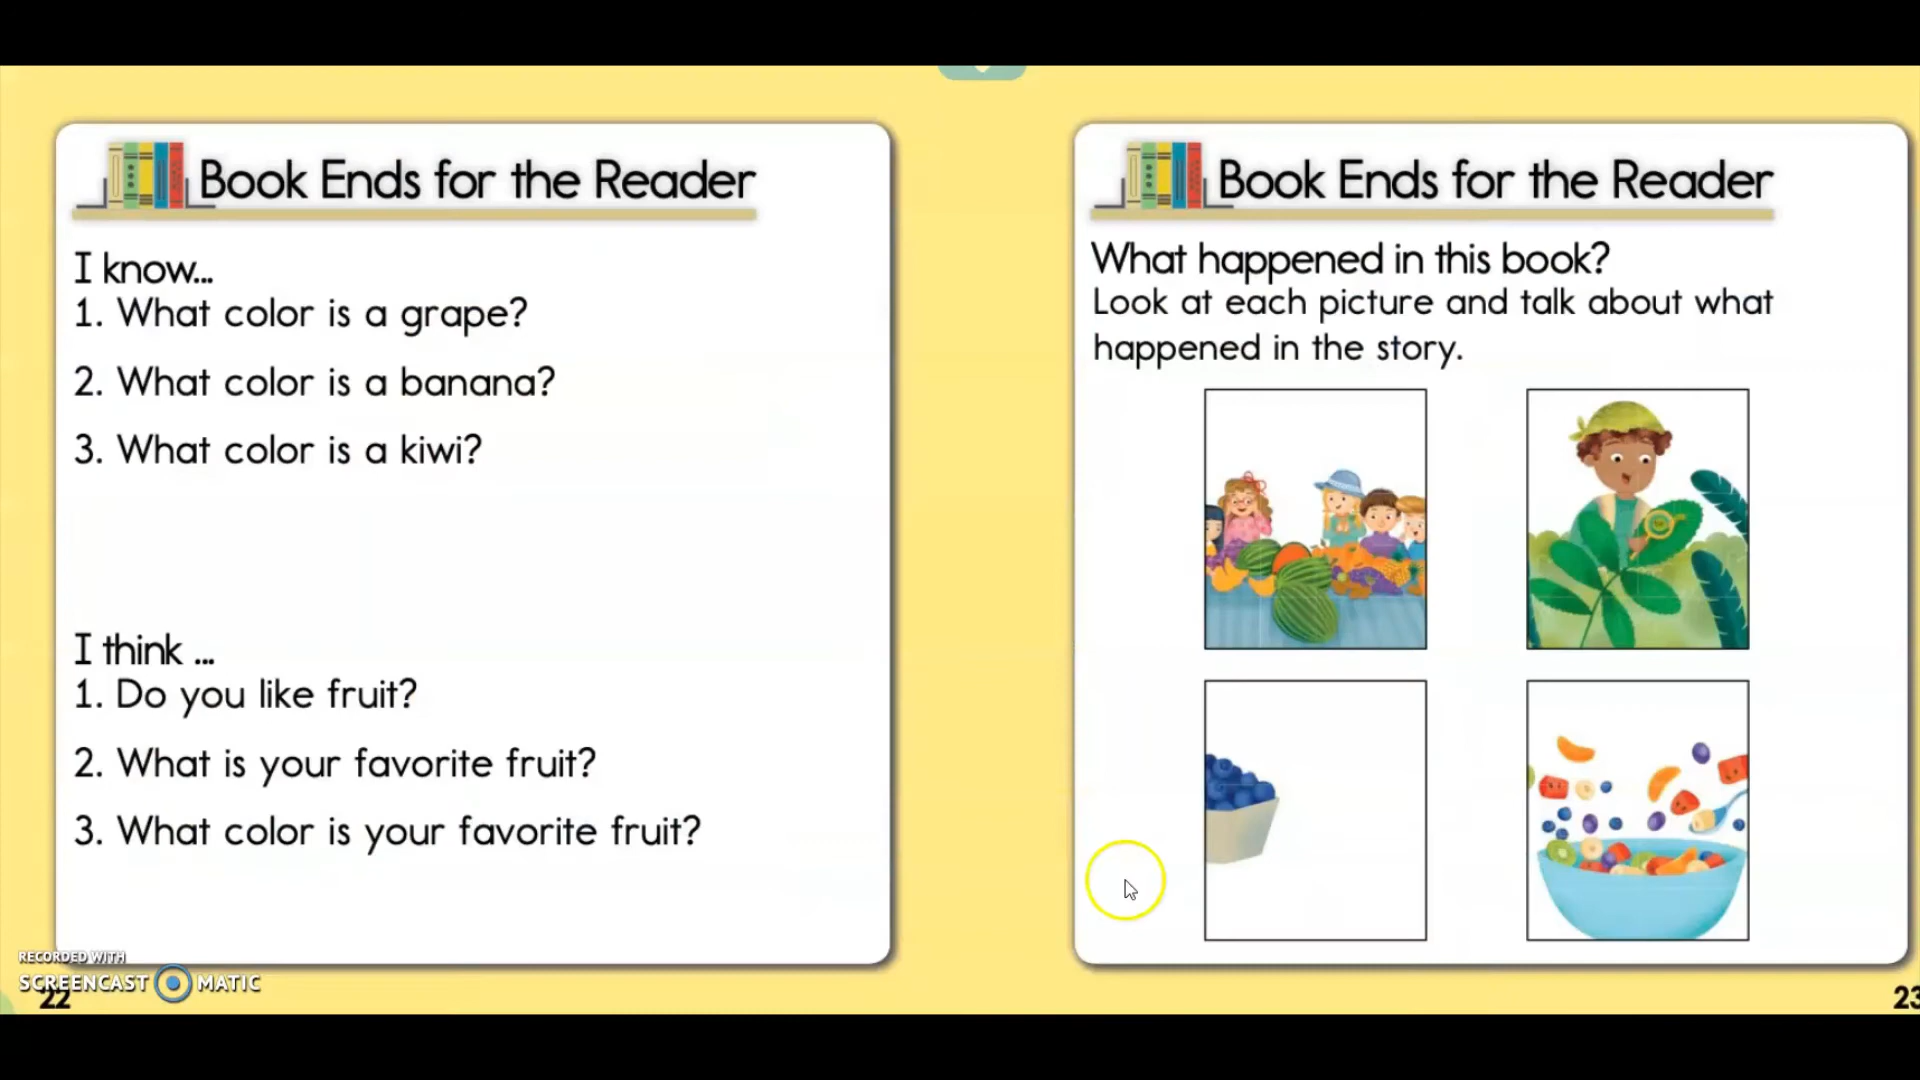 Book Ends for the Reader
I know...
1. What color is a grape?
2. What color is a banana?
3. What color is a kiwi?
I think ...
1. Do you like fruit?
2. What is your favorite fruit?
3. What color is your favorite fruit?
22
Book Ends for the Reader
What happened in this book?
Look at each picture and talk about what
happened in the story.
23
RECORDED WITH
SCREENCAST MATIC